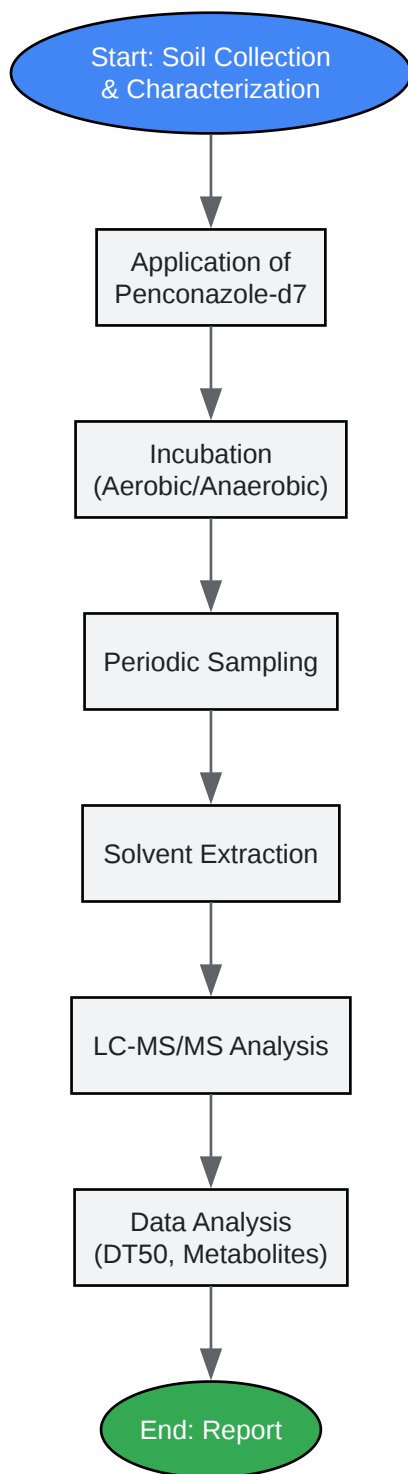 Start: Soil Collection
& Characterization
Application of
Penconazole-d7
Incubation
(Aerobic/Anaerobic)
Periodic Sampling
Solvent Extraction
LC-MS/MS Analysis
Data Analysis
(DT50, Metabolites)
End: Report